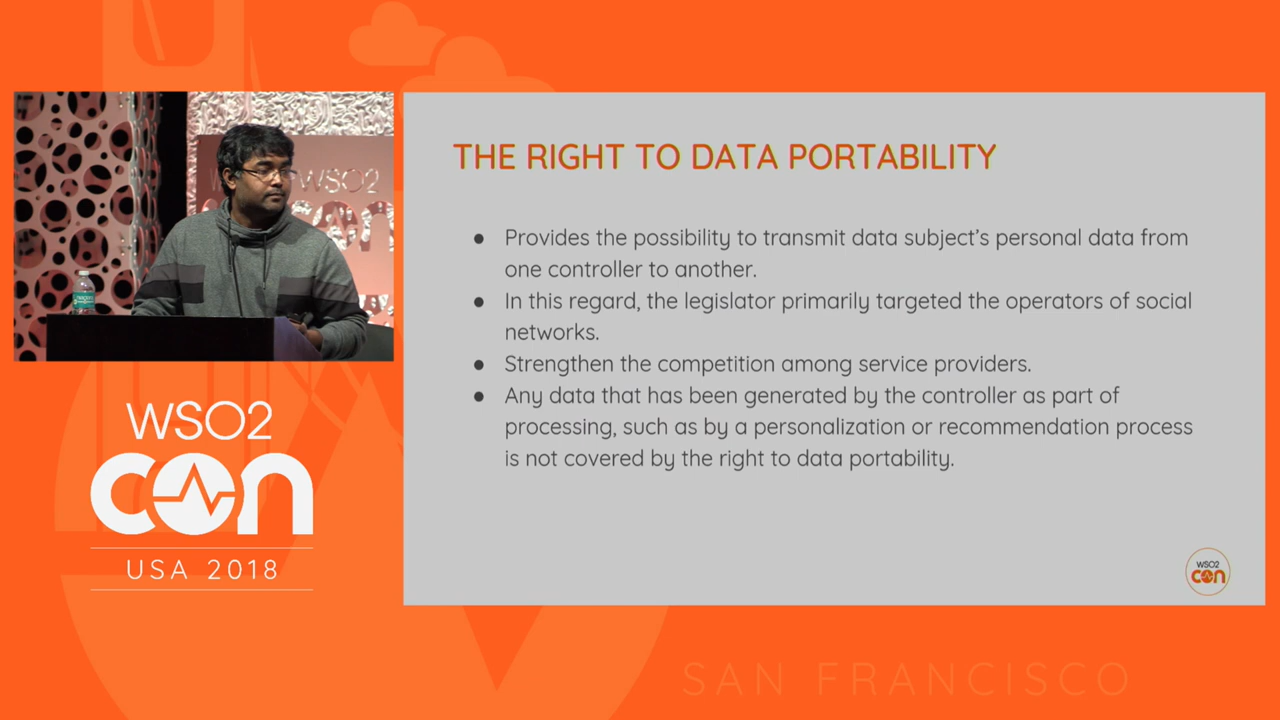 WSO2
WSO2
con
USA 2018
THE RIGHT TO DATA PORTABILITY
● Provides the possibility to transmit data subject's personal data from
one controller to another.
● In this regard, the legislator primarily targeted the operators of social
networks.
● Strengthen the competition among service providers.
● Any data that has been generated by the controller as part of
processing, such as by a personalization or recommendation process
is not covered by the right to data portability.
WSO2
con
SAN FRANCISCO